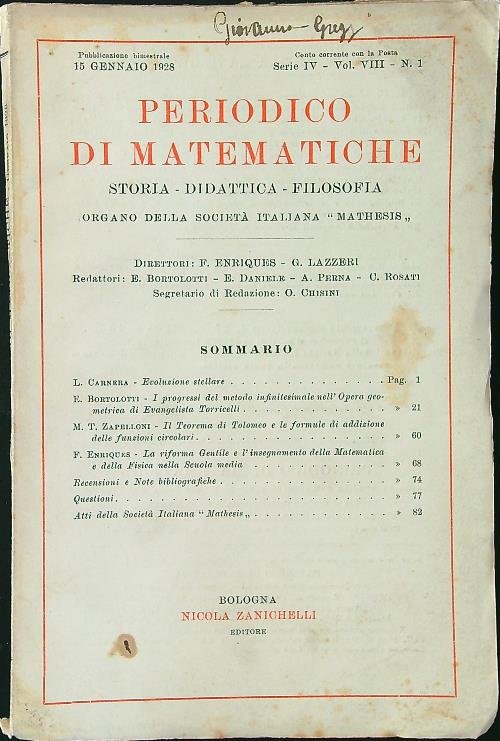 Giovanni Gregg
Pubblicazione bimestrale
Conto corrente con la Posta
15 GENNAIO 1928
Serie IV - Vol. VIII - N. 1
PERIODICO
DI MATEMATICHE
STORIA - DIDATTICA - FILOSOFIA
ORGANO DELLA SOCIETÀ ITALIANA “ MATHESIS „
DIRETTORI: F. ENRIQUES - G. LAZZERI
Redattori: E. BORTOLOTTI - E. DANIELE - A. PERNA - C. ROSATI
Segretario di Redazione: O. CHISINI
SOMMARIO
L. CARNERA - Evoluzione stellare . . . . . . . . . . . . . . Pag. 1
E. BORTOLOTTI - I progressi del metodo infinitesimale nell' Opera geo-
metrica di Evangelista Torricelli . . . . . . . . . . . . . » 21
M. T. ZAPELLONI - Il Teorema di Tolomeo e le formule di addizione
delle funzioni circolari . . . . . . . . . . . . . . . . . » 60
F. ENRIQUES - La riforma Gentile e l'insegnamento della Matematica
e della Fisica nella Scuola media . . . . . . . . . . . . » 68
Recensioni e Note bibliografiche . . . . . . . . . . . . . . » 74
Questioni . . . . . . . . . . . . . . . . . . . . . . . . » 77
Atti della Società Italiana “ Mathesis „ . . . . . . . . . . . » 82
BOLOGNA
NICOLA ZANICHELLI
EDITORE